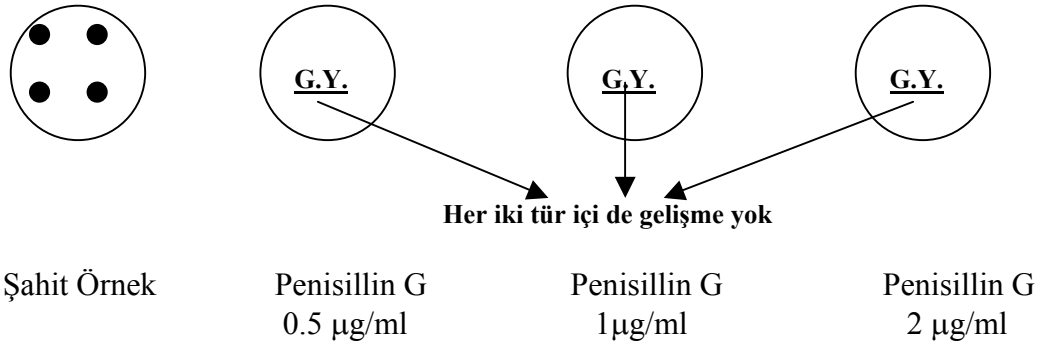 G.Y. G.Y. G.Y.
Her iki tür içi de gelişme yok
Şahit Örnek Penisillin G Penisillin G Penisillin G
0.5 µg/ml 1µg/ml 2 µg/ml